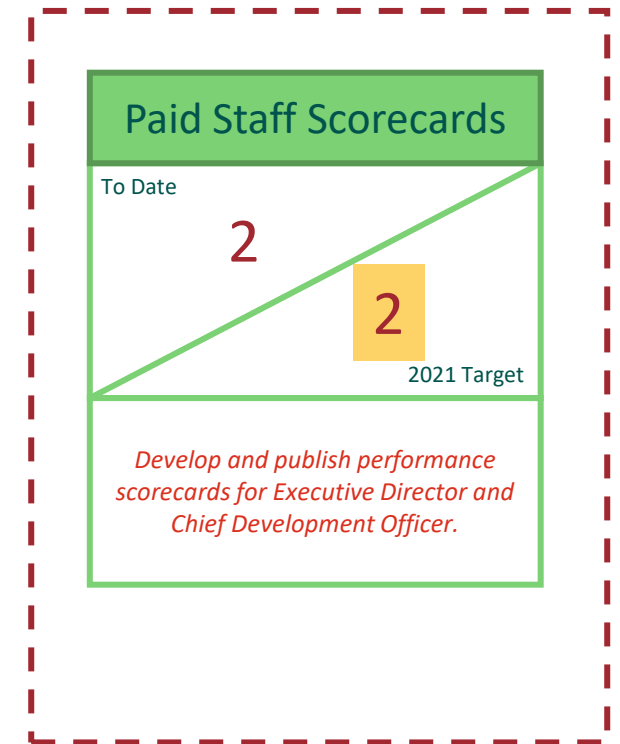 Paid Staff Scorecards
To Date
2
2
2021 Target
Develop and publish performance
scorecards for Executive Director and
Chief Development Officer.